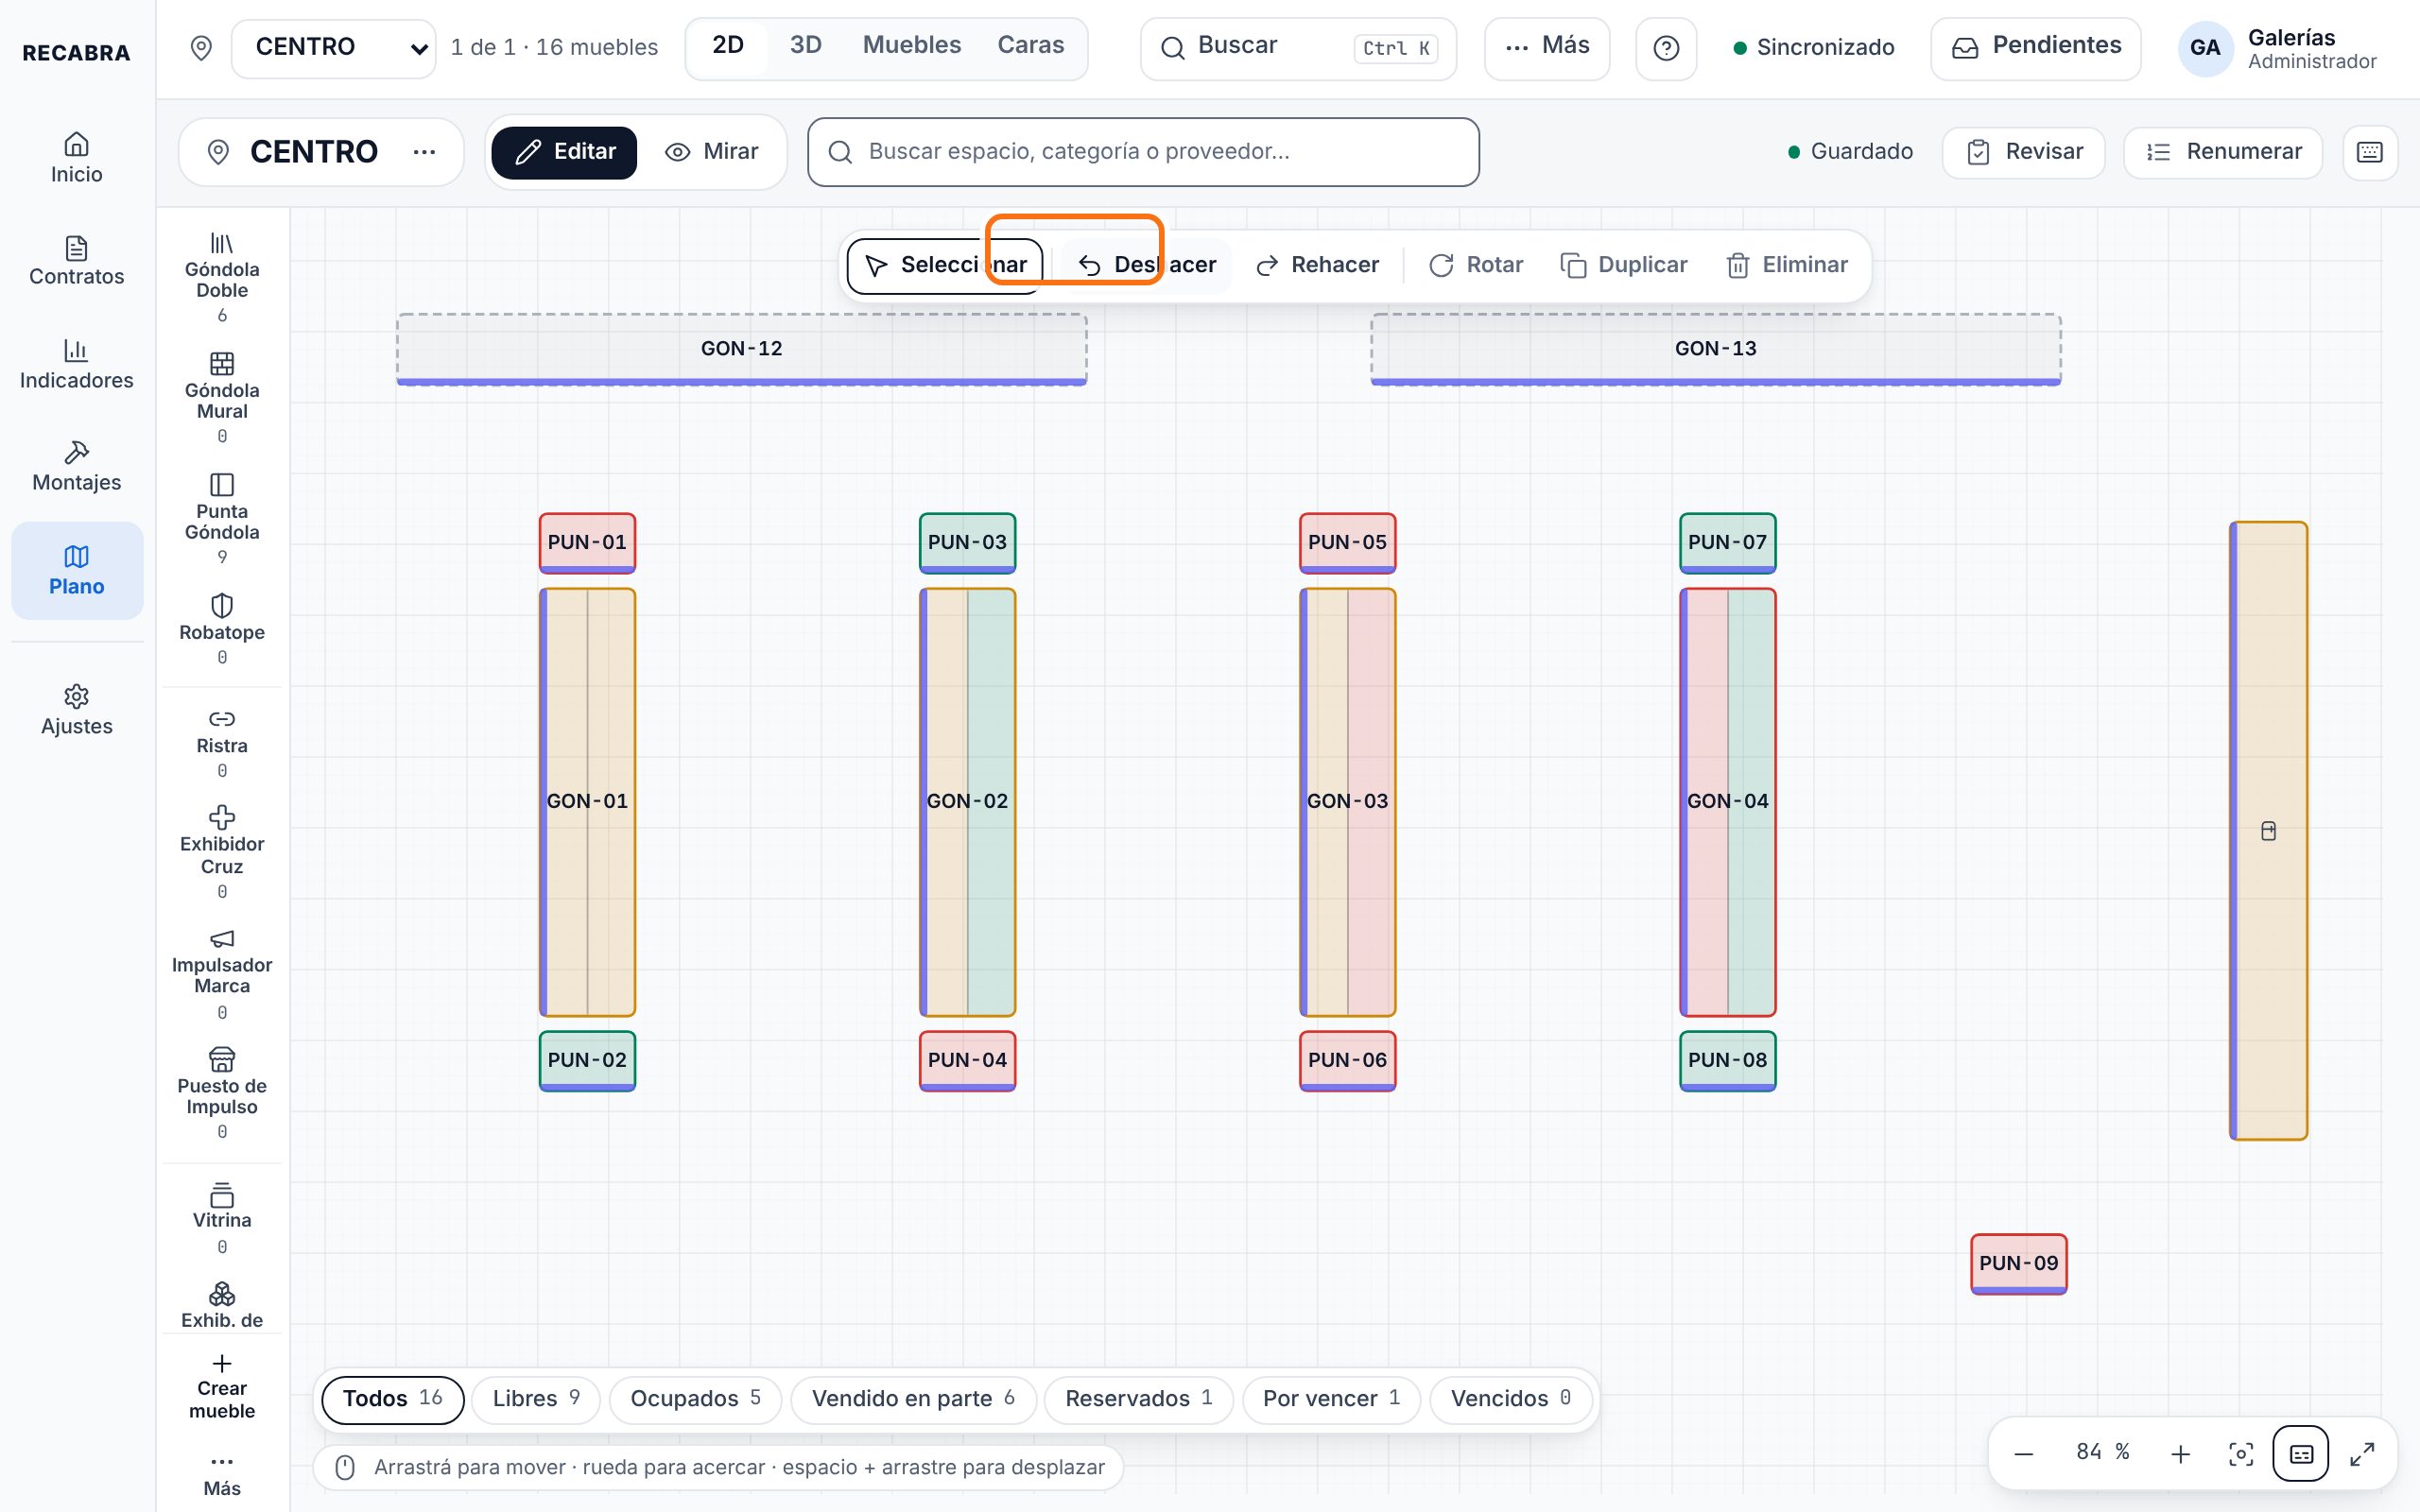 RECABRA
CENTRO
1 de 1 · 16 muebles
2D
3D
Muebles
Caras
Buscar
Ctrl K
Más
Sincronizado
Pendientes
GA
Galerías
Administrador
Inicio
Contratos
Indicadores
Montajes
Plano
Ajustes
CENTRO
Editar
Mirar
Buscar espacio, categoría o proveedor...
Guardado
Revisar
Renumerar
Góndola
Doble
6
Góndola
Mural
0
Punta
Góndola
9
Robatope
0
Ristra
0
Exhibidor
Cruz
0
Impulsador
Marca
0
Puesto de
Impulso
0
Vitrina
0
Exhib. de
Crear
mueble
Más
Seleccionar
Deshacer
Rehacer
Rotar
Duplicar
Eliminar
GON-12
GON-13
PUN-01
PUN-03
PUN-05
PUN-07
GON-01
GON-02
GON-03
GON-04
PUN-02
PUN-04
PUN-06
PUN-08
PUN-09
Todos 16
Libres 9
Ocupados 5
Vendido en parte 6
Reservados 1
Por vencer 1
Vencidos 0
Arrastrá para mover · rueda para acercar · espacio + arrastre para desplazar
84 %